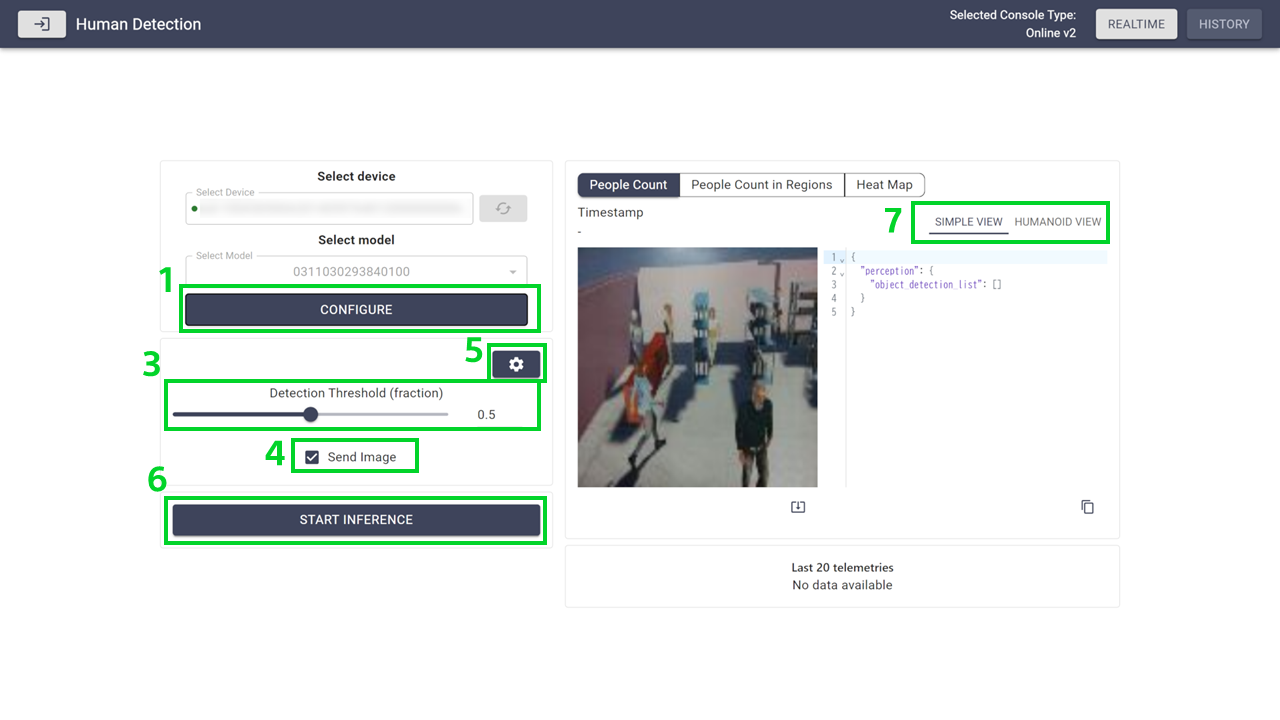 Human Detection
Selected Console Type:
Online v2
REALTIME
HISTORY
Select device
Select Device
Select model
Select Model
0311030293840100
1
CONFIGURE
3
5
Detection Threshold (fraction)
0.5
4
Send Image
6
START INFERENCE
People Count
People Count in Regions
Heat Map
Timestamp
-
7
SIMPLE VIEW
HUMANOID VIEW
1 {
2 "perception": {
3 "object_detection_list": []
4 }
5 }
Last 20 telemetries
No data available